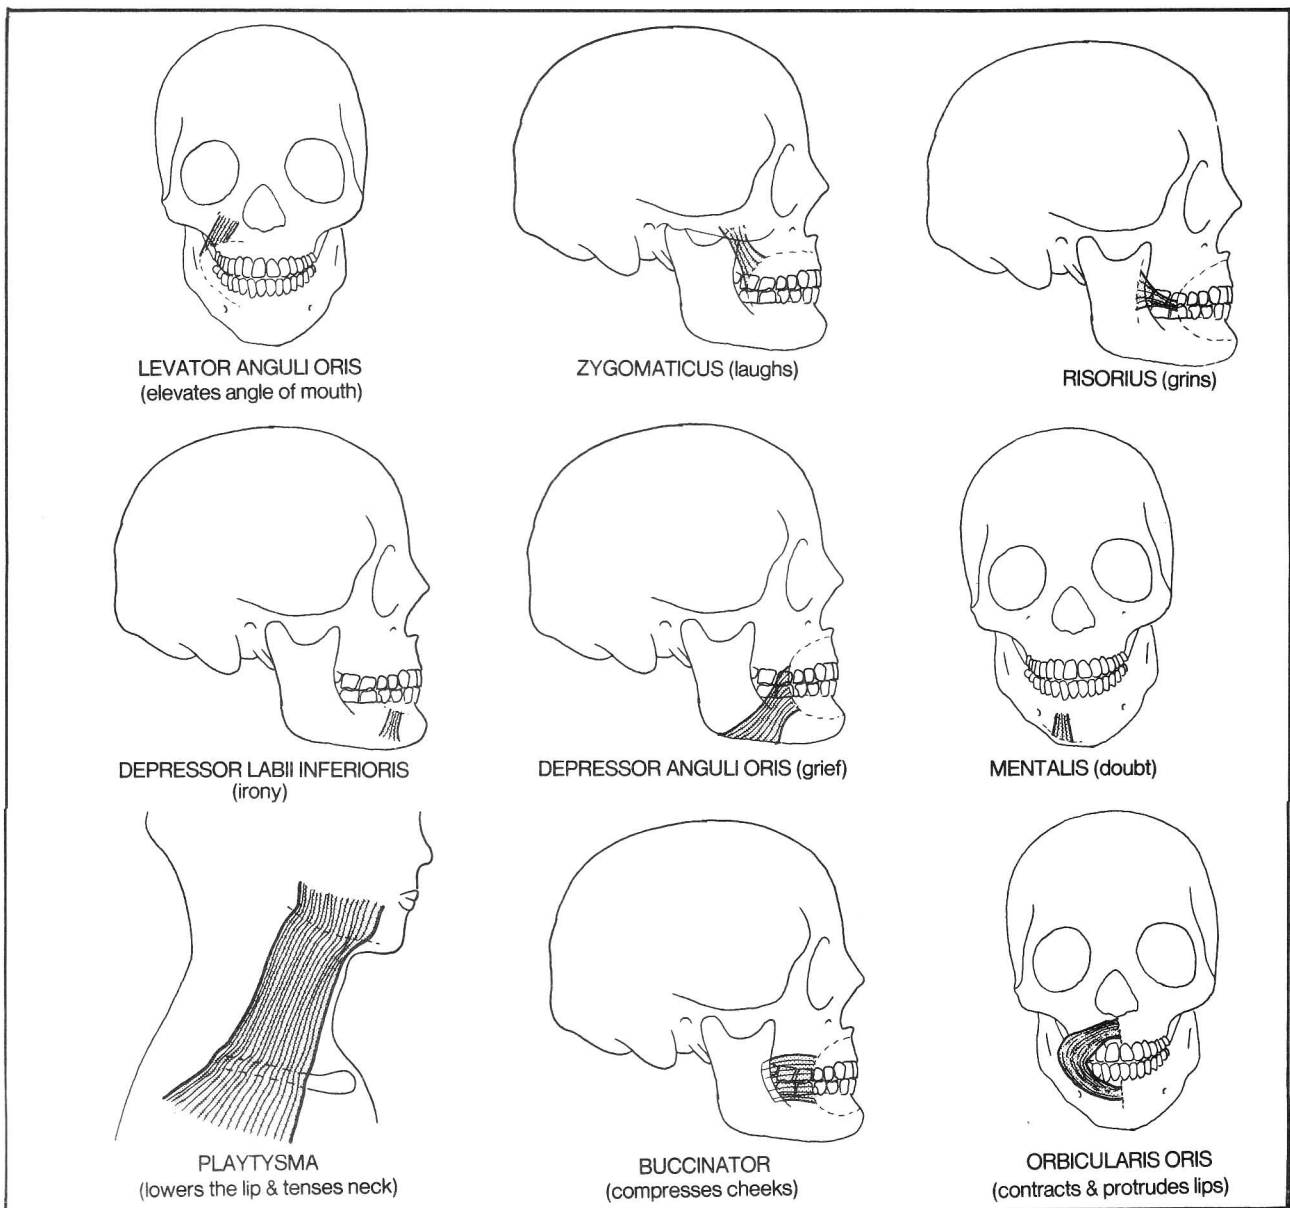 LEVATOR ANGULI ORIS
(elevates angle of mouth)
ZYGOMATICUS (laughs)
RISORIUS (grins)
DEPRESSOR LABII INFERIORIS
(irony)
DEPRESSOR ANGULI ORIS (grief)
MENTALIS (doubt)
PLAYTYSMA
(lowers the lip & tenses neck)
BUCCINATOR
(compresses cheeks)
ORBICULARIS ORIS
(contracts & protrudes lips)